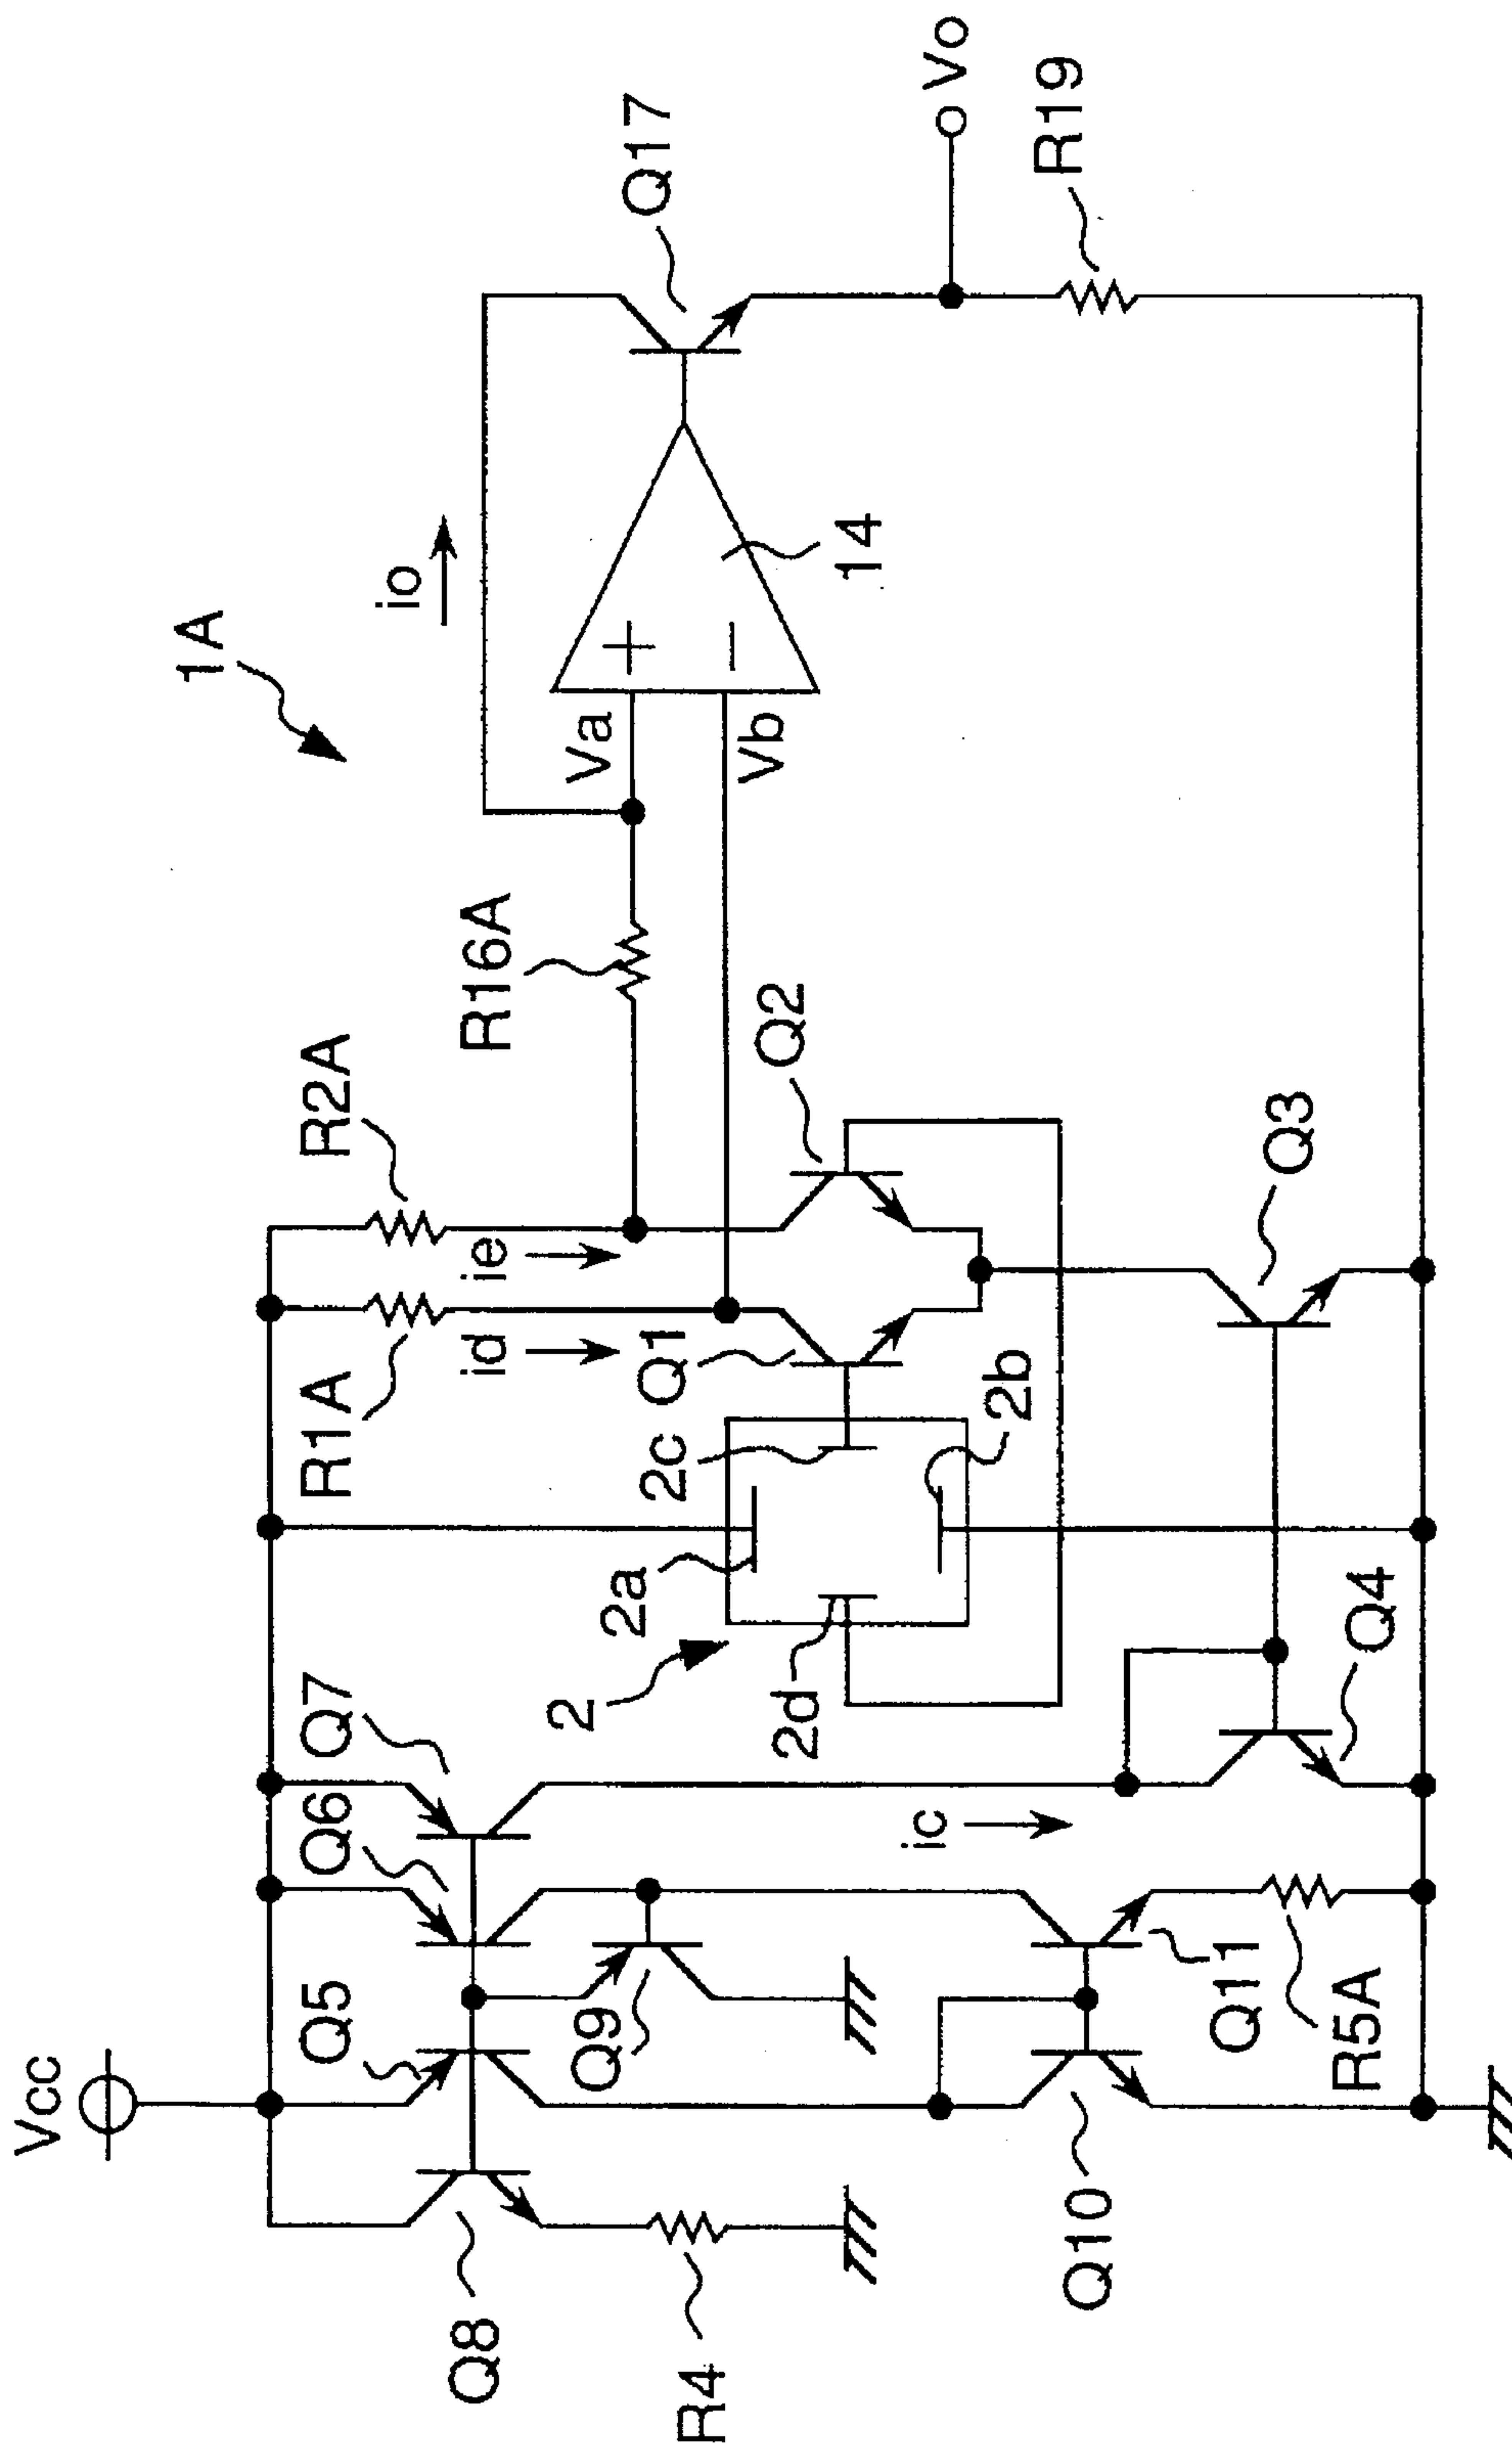 1A
Vcc
Q5
Q6
Q7
R1A
R2A
R16A
io
Q17
Q8
R4
Q9
2
2a
2c
id
ie
Q1
Va
+
−
Vb
14
Vo
Q2
2d
2b
ic
R19
Q10
Q11
R5A
Q4
Q3